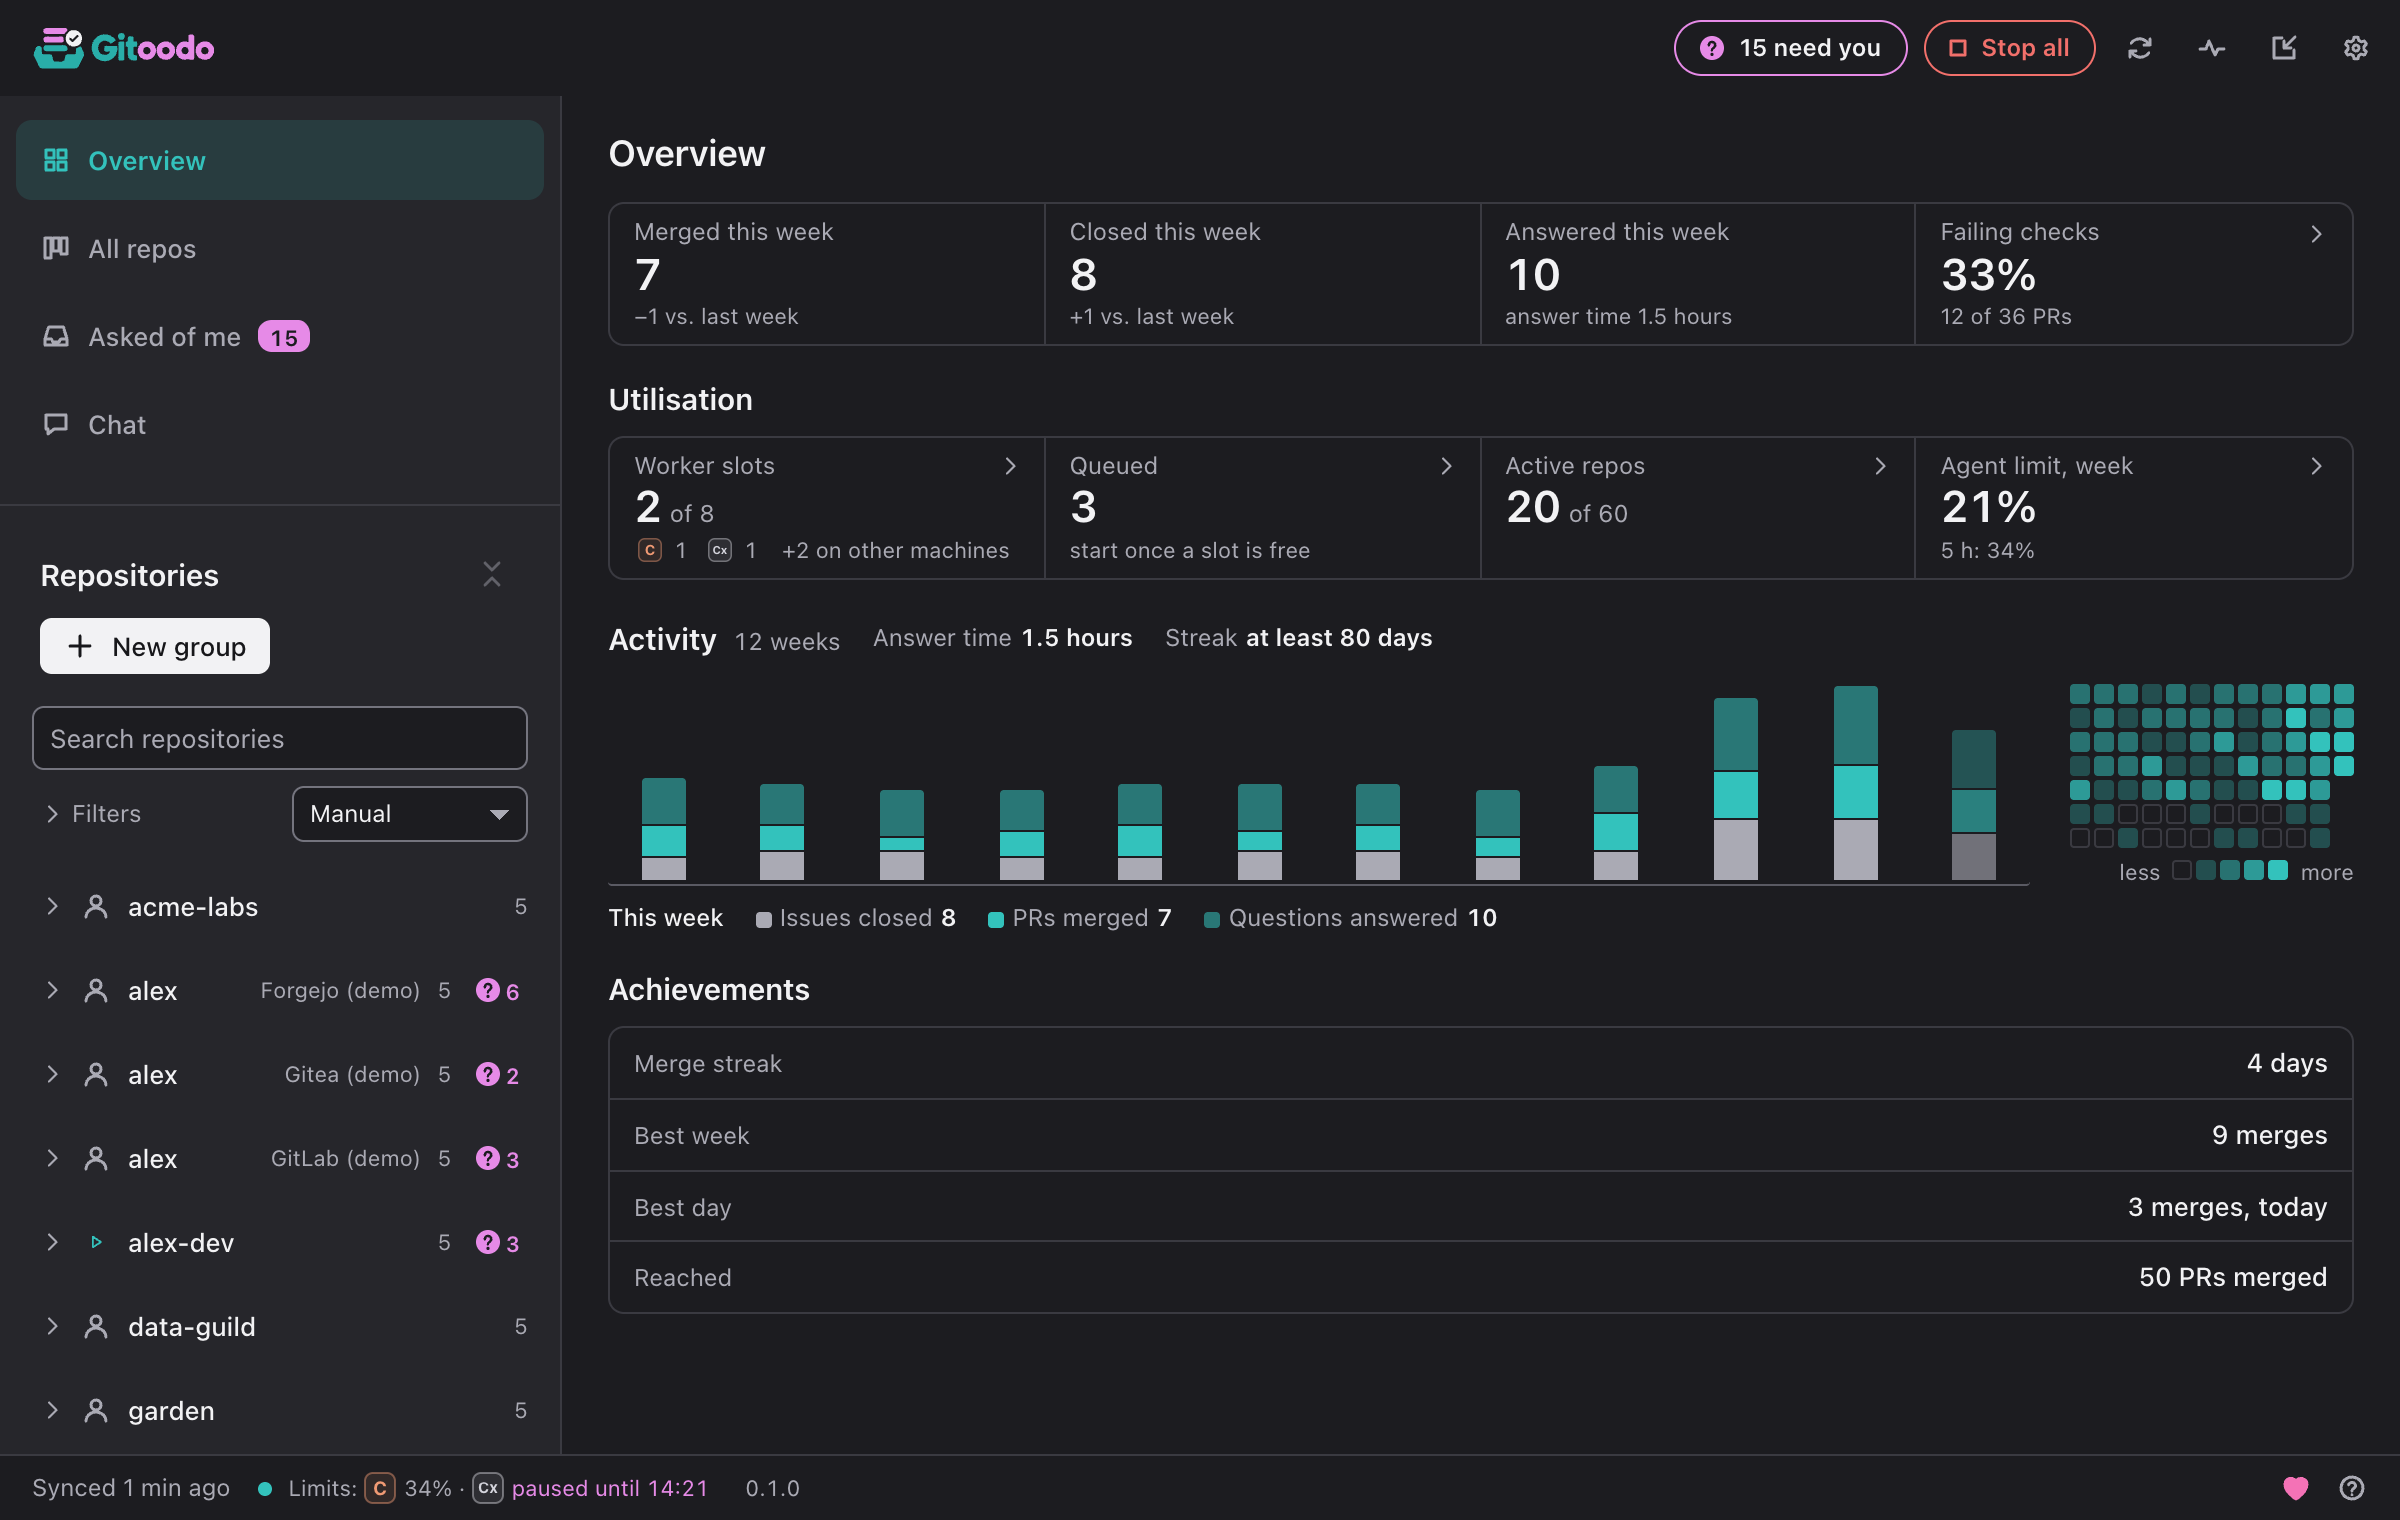 Gitoodo
15 need you
Stop all
Overview
All repos
Asked of me 15
Chat
Repositories
New group
Search repositories
Filters
Manual
acme-labs 5
alex Forgejo (demo) 5 ? 6
alex Gitea (demo) 5 ? 2
alex GitLab (demo) 5 ? 3
alex-dev 5 ? 3
data-guild 5
garden 5
Overview
Merged this week
7
−1 vs. last week
Closed this week
8
+1 vs. last week
Answered this week
10
answer time 1.5 hours
Failing checks
33%
12 of 36 PRs
Utilisation
Worker slots
2 of 8
C 1 Cx 1 +2 on other machines
Queued
3
start once a slot is free
Active repos
20 of 60
Agent limit, week
21%
5 h: 34%
Activity 12 weeks Answer time 1.5 hours Streak at least 80 days
less more
This week Issues closed 8 PRs merged 7 Questions answered 10
Achievements
Merge streak 4 days
Best week 9 merges
Best day 3 merges, today
Reached 50 PRs merged
Synced 1 min ago Limits: C 34% · Cx paused until 14:21 0.1.0